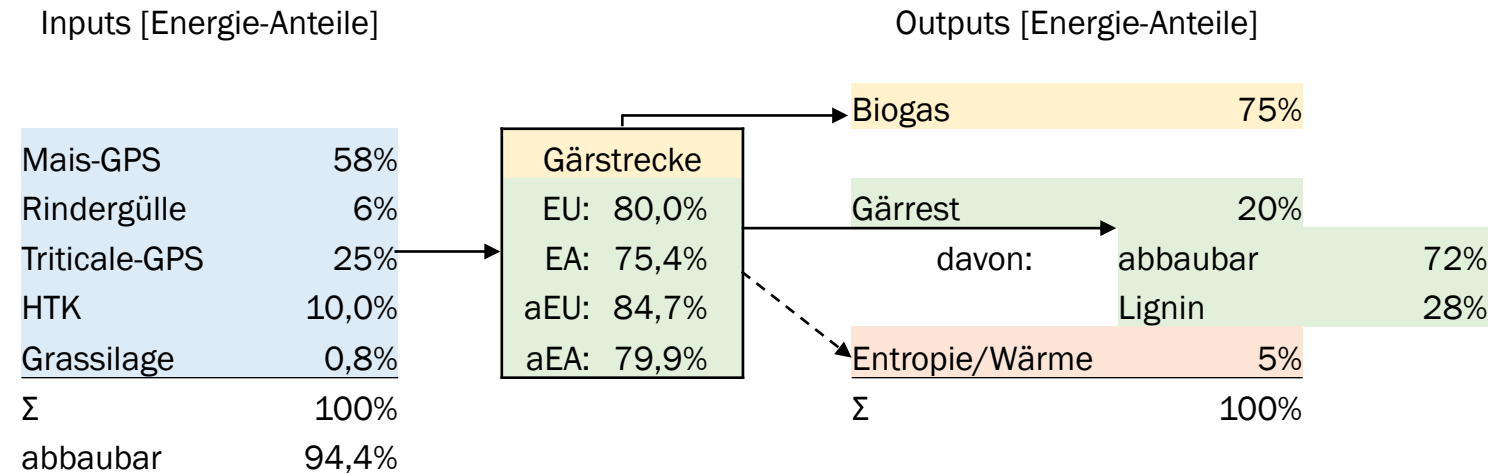 Inputs [Energie-Anteile]
Outputs [Energie-Anteile]
Biogas 75%
Mais-GPS 58%
Gärstrecke
Rindergülle 6%
EU: 80,0%
Gärrest 20%
Triticale-GPS 25%
EA: 75,4%
davon: abbaubar 72%
HTK 10,0%
aEU: 84,7%
Lignin 28%
Grassilage 0,8%
aEA: 79,9%
Entropie/Wärme 5%
Σ 100%
Σ 100%
abbaubar 94,4%